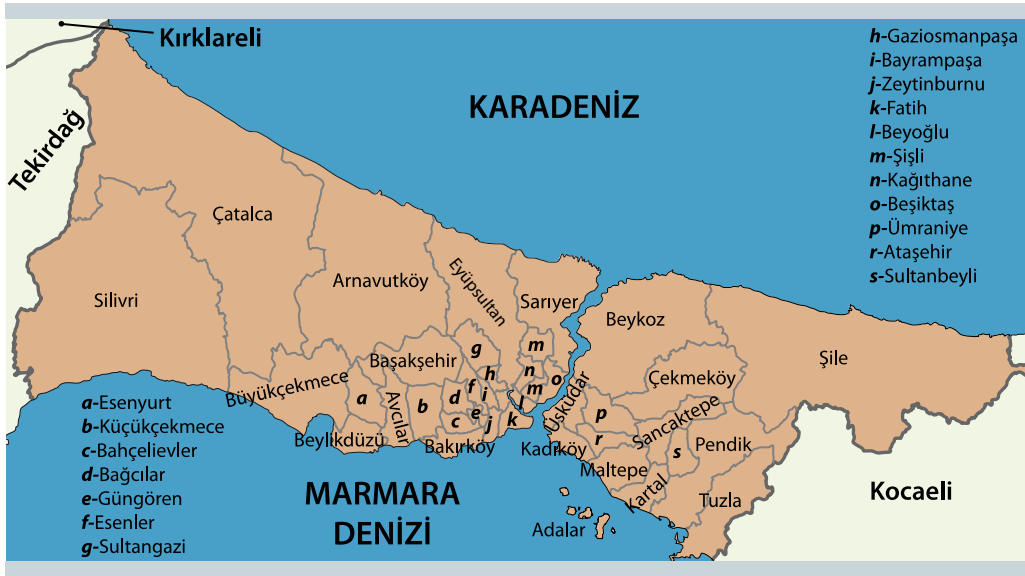 Kırklareli
Tekirdağ
KARADENİZ
h-Gaziosmanpaşa
i-Bayrampaşa
j-Zeytinburnu
k-Fatih
l-Beyoğlu
m-Şişli
n-Kağıthane
o-Beşiktaş
p-Ümraniye
r-Ataşehir
s-Sultanbeyli
Çatalca
Silivri
Arnavutköy
Eyüpsultan
Sarıyer
Beykoz
Şile
Başakşehir
g
m
h
n
o
f
i
m
l
d
e
c
j
k
b
a
Büyükçekmece
Avcılar
Beylikdüzü
Bakırköy
Üsküdar
Kadıköy
Çekmeköy
Sancaktepe
p
r
s
Pendik
Maltepe
Kartal
Tuzla
Adalar
Kocaeli
MARMARA
DENİZİ
a-Esenyurt
b-Küçükçekmece
c-Bahçelievler
d-Bağcılar
e-Güngören
f-Esenler
g-Sultangazi